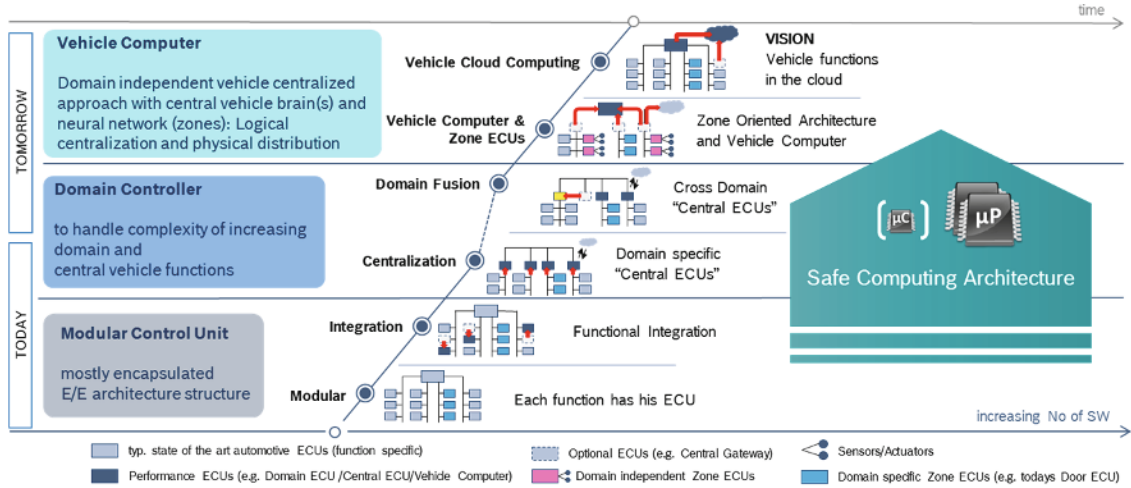 time
Vehicle Computer
Domain independent vehicle centralized
approach with central vehicle brain(s) and
neural network (zones): Logical
centralization and physical distribution
TOMORROW
Vehicle Cloud Computing
VISION
Vehicle functions
in the cloud
Vehicle Computer &
Zone ECUs
Zone Oriented Architecture
and Vehicle Computer
Domain Controller
to handle complexity of increasing
domain and
central vehicle functions
Domain Fusion
Cross Domain
“Central ECUs”
Centralization
Domain specific
“Central ECUs”
TODAY
Modular Control Unit
mostly encapsulated
E/E architecture structure
Integration
Functional Integration
Modular
Each function has his ECU
(µC)
µP
Safe Computing Architecture
increasing No of SW
typ. state of the art automotive ECUs (function specific)
Optional ECUs (e.g. Central Gateway)
Sensors/Actuators
Performance ECUs (e.g. Domain ECU /Central ECU/Vehicle Computer)
Domain independent Zone ECUs
Domain specific Zone ECUs (e.g. todays Door ECU)